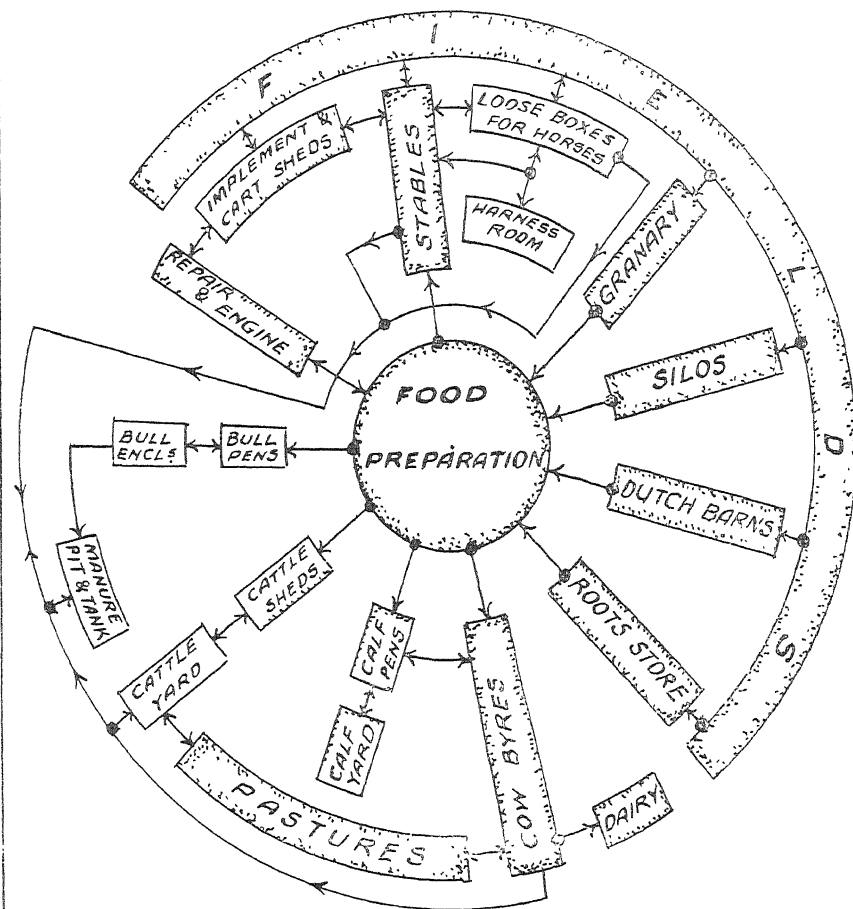 FIELDS
IMPLEMENT &
CART SHEDS
STABLES
LOOSE BOXES
FOR HORSES
HARNESS
ROOM
GRANARY
REPAIR
& ENGINE
SILOS
FOOD
PREPARATION
BULL
ENCLS
BULL
PENS
DUTCH BARNS
MANURE
PIT & TANK
CATTLE
SHEDS
ROOTS STORE
CATTLE
YARD
CALF
PENS
CALF
YARD
COW BYRES
PASTURES
DAIRY